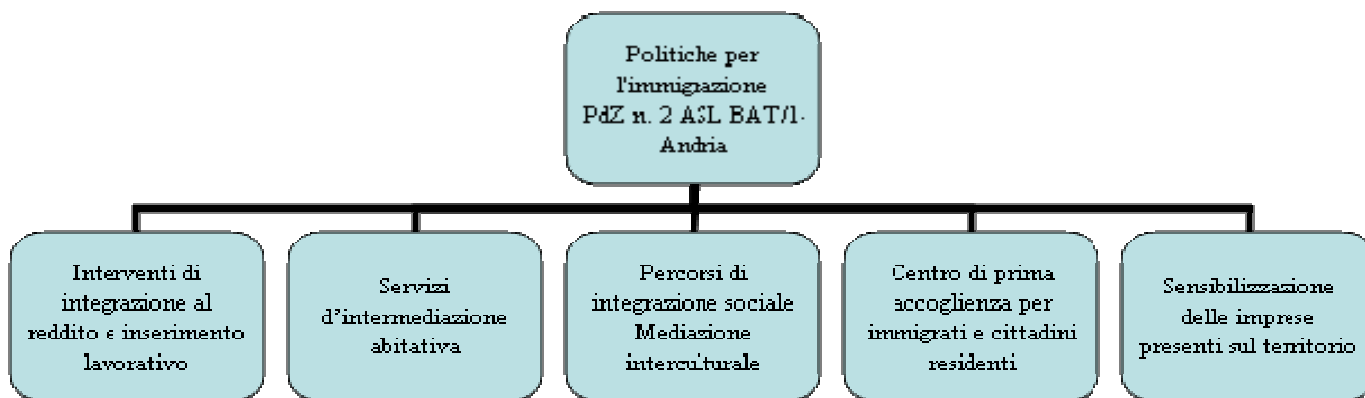 Politiche per
l'immigrazione
PdZ n. 2 ASL BAT/1-
Andria
Interventi di
integrazione al
reddito e inserimento
lavorativo
Servizi
d'intermediazione
abitativa
Percorsi di
integrazione sociale
Mediazione
interculturale
Centro di prima
accoglienza per
immigrati e cittadini
residenti
Sensibilizzazione
delle imprese
presenti sul territorio